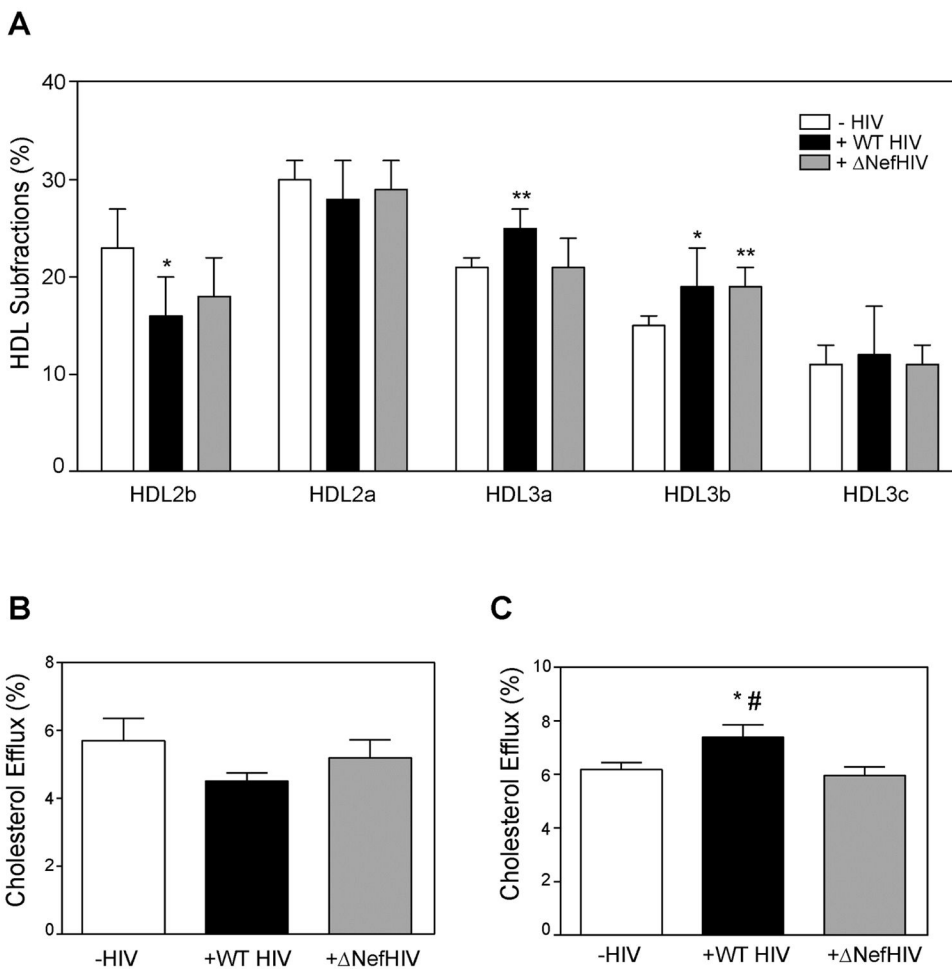 A
HDL Subfractions (%)
40
30
20
10
0
- HIV
+ WT HIV
+ ΔNefHIV
*
**
*
**
HDL2b
HDL2a
HDL3a
HDL3b
HDL3c
B
Cholesterol Efflux (%)
8
6
4
2
0
-HIV
+WT HIV
+ΔNefHIV
C
Cholesterol Efflux (%)
10
8
6
4
2
0
* #
-HIV
+WT HIV
+ΔNefHIV